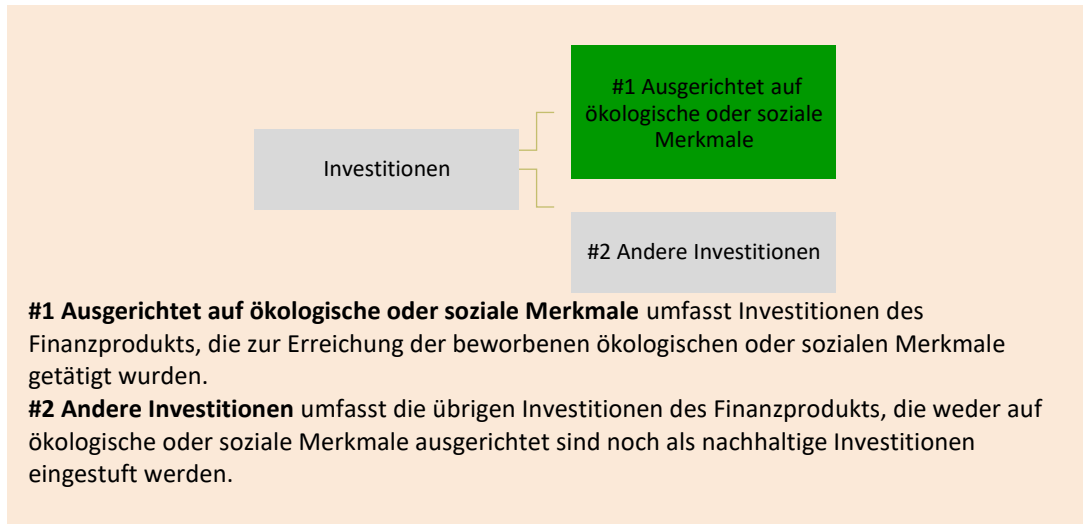 #1 Ausgerichtet auf
ökologische oder soziale
Merkmale
Investitionen
#2 Andere Investitionen
#1 Ausgerichtet auf ökologische oder soziale Merkmale umfasst Investitionen des
Finanzprodukts, die zur Erreichung der beworbenen ökologischen oder sozialen Merkmale
getätigt wurden.
#2 Andere Investitionen umfasst die übrigen Investitionen des Finanzprodukts, die weder auf
ökologische oder soziale Merkmale ausgerichtet sind noch als nachhaltige Investitionen
eingestuft werden.